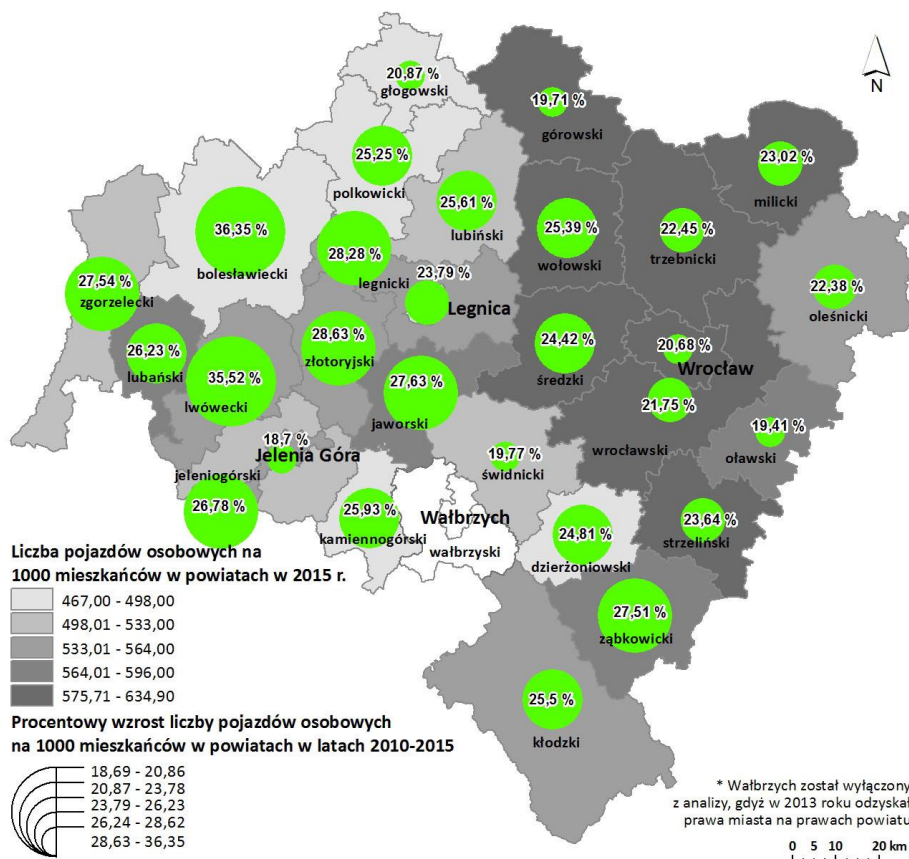 20,87 %
głogowski
N
19,71 %
górowski
25,25 %
polkowicki
23,02 %
milicki
25,61 %
lubiński
36,35 %
bolesławiecki
25,39 %
wołowski
22,45 %
trzebnicki
28,28 %
legnicki
23,79 %
Legnica
27,54 %
zgorzelecki
22,38 %
oleśnicki
28,63 %
złotoryjski
26,23 %
lubański
24,42 %
średzki
20,68 %
Wrocław
35,52 %
lwówecki
27,63 %
jaworski
21,75 %
wrocławski
19,41 %
oławski
18,7 %
Jelenia Góra
19,77 %
świdnicki
jeleniogórski
26,78 %
25,93 %
kamiennogórski
Wałbrzych
wałbrzyski
24,81 %
dzierżoniowski
23,64 %
strzeliński
27,51 %
ząbkowicki
25,5 %
kłodzki
Liczba pojazdów osobowych na
1000 mieszkańców w powiatach w 2015 r.
467,00 - 498,00
498,01 - 533,00
533,01 - 564,00
564,01 - 596,00
575,71 - 634,90
Procentowy wzrost liczby pojazdów osobowych
na 1000 mieszkańców w powiatach w latach 2010-2015
18,69 - 20,86
20,87 - 23,78
23,79 - 26,23
26,24 - 28,62
28,63 - 36,35
* Wałbrzych został wyłączony
z analizy, gdyż w 2013 roku odzyskał
prawa miasta na prawach powiatu
0 5 10 20 km